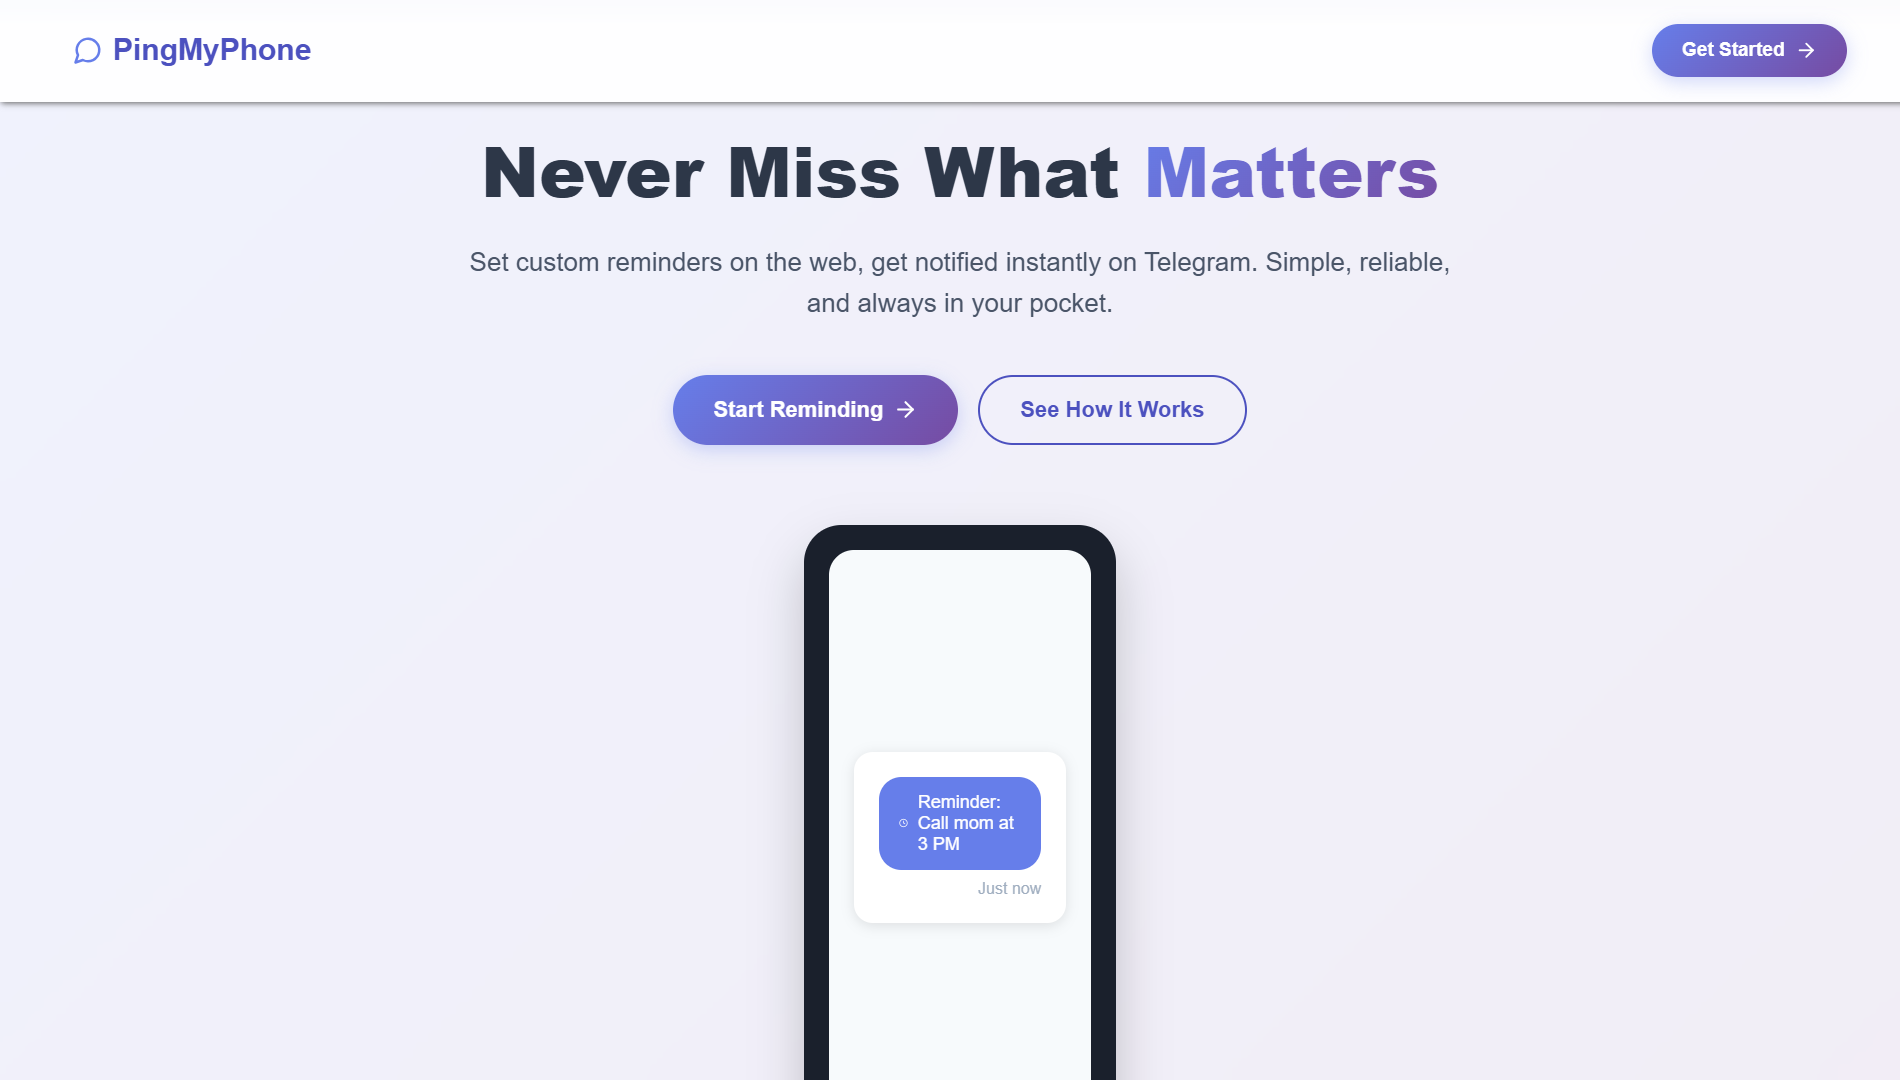 PingMyPhone
Get Started
Never Miss What Matters
Set custom reminders on the web, get notified instantly on Telegram. Simple, reliable,
and always in your pocket.
Start Reminding
See How It Works
Reminder:
Call mom at
3 PM
Just now